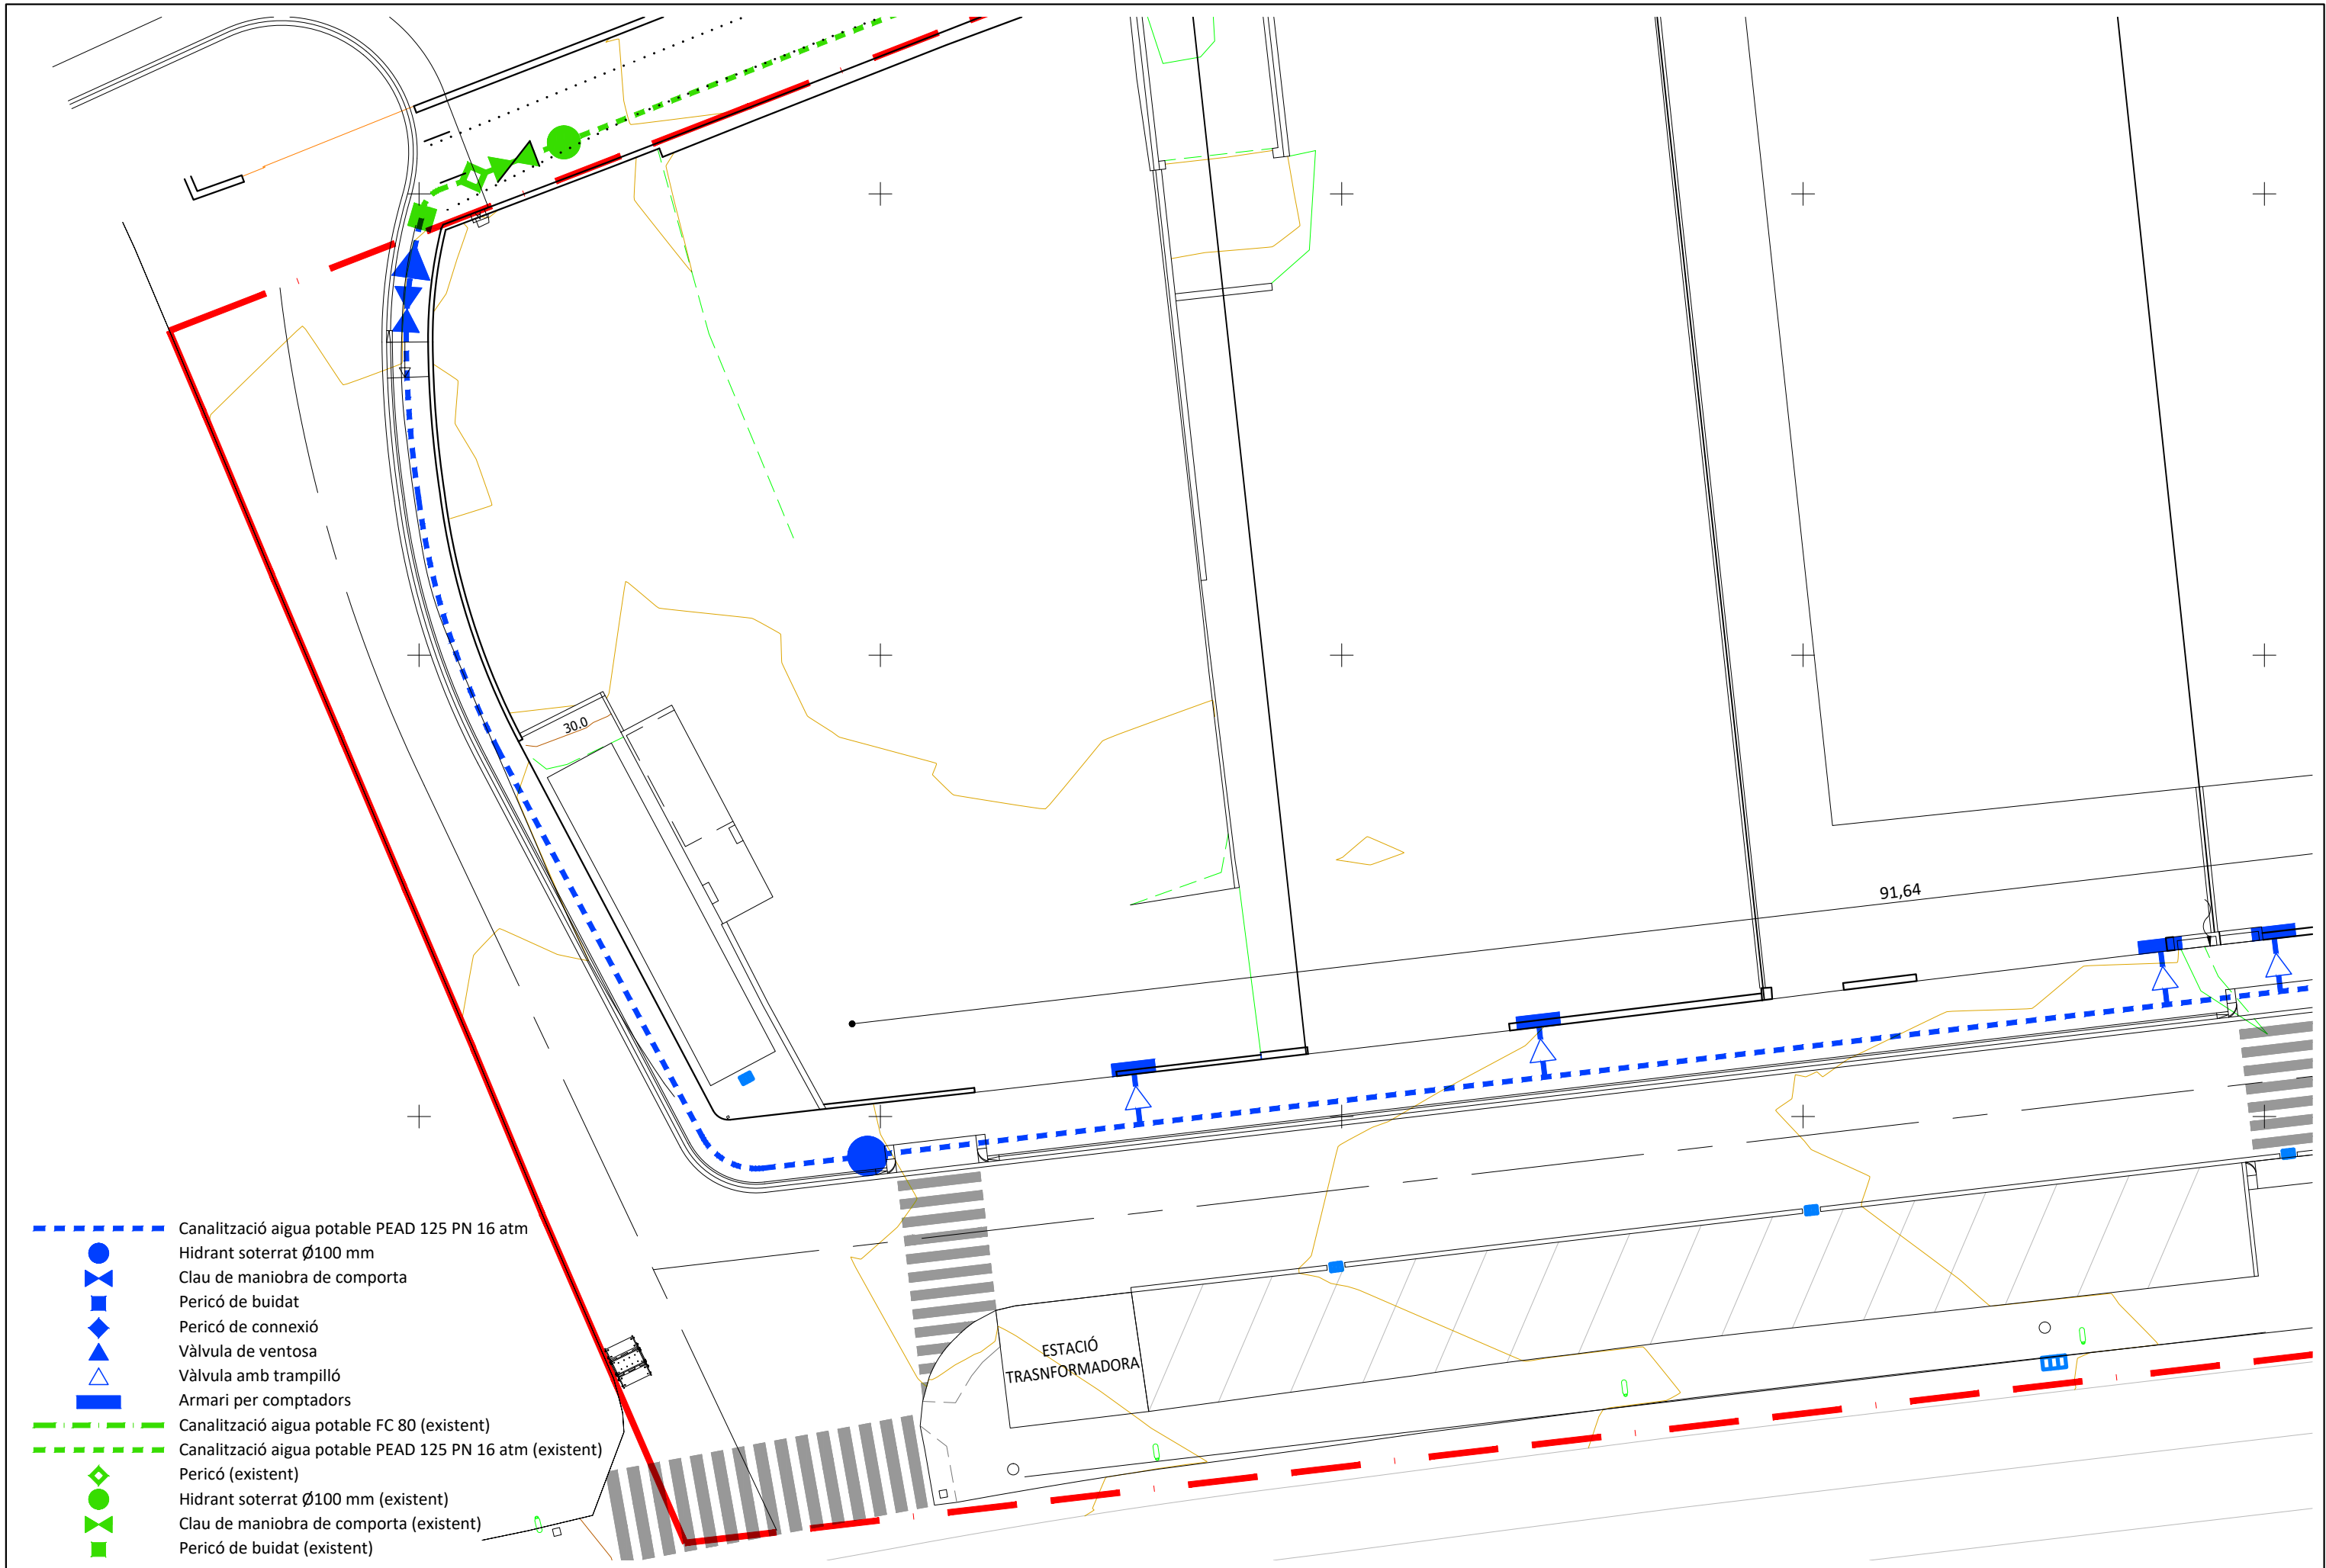 30.0
91,64
ESTACIÓ
TRASNFORMADORA
Canalització aigua potable PEAD 125 PN 16 atm
Hidrant soterrat Ø100 mm
Clau de maniobra de comporta
Pericó de buidat
Pericó de connexió
Vàlvula de ventosa
Vàlvula amb trampilló
Armari per comptadors
Canalització aigua potable FC 80 (existent)
Canalització aigua potable PEAD 125 PN 16 atm (existent)
Pericó (existent)
Hidrant soterrat Ø100 mm (existent)
Clau de maniobra de comporta (existent)
Pericó de buidat (existent)